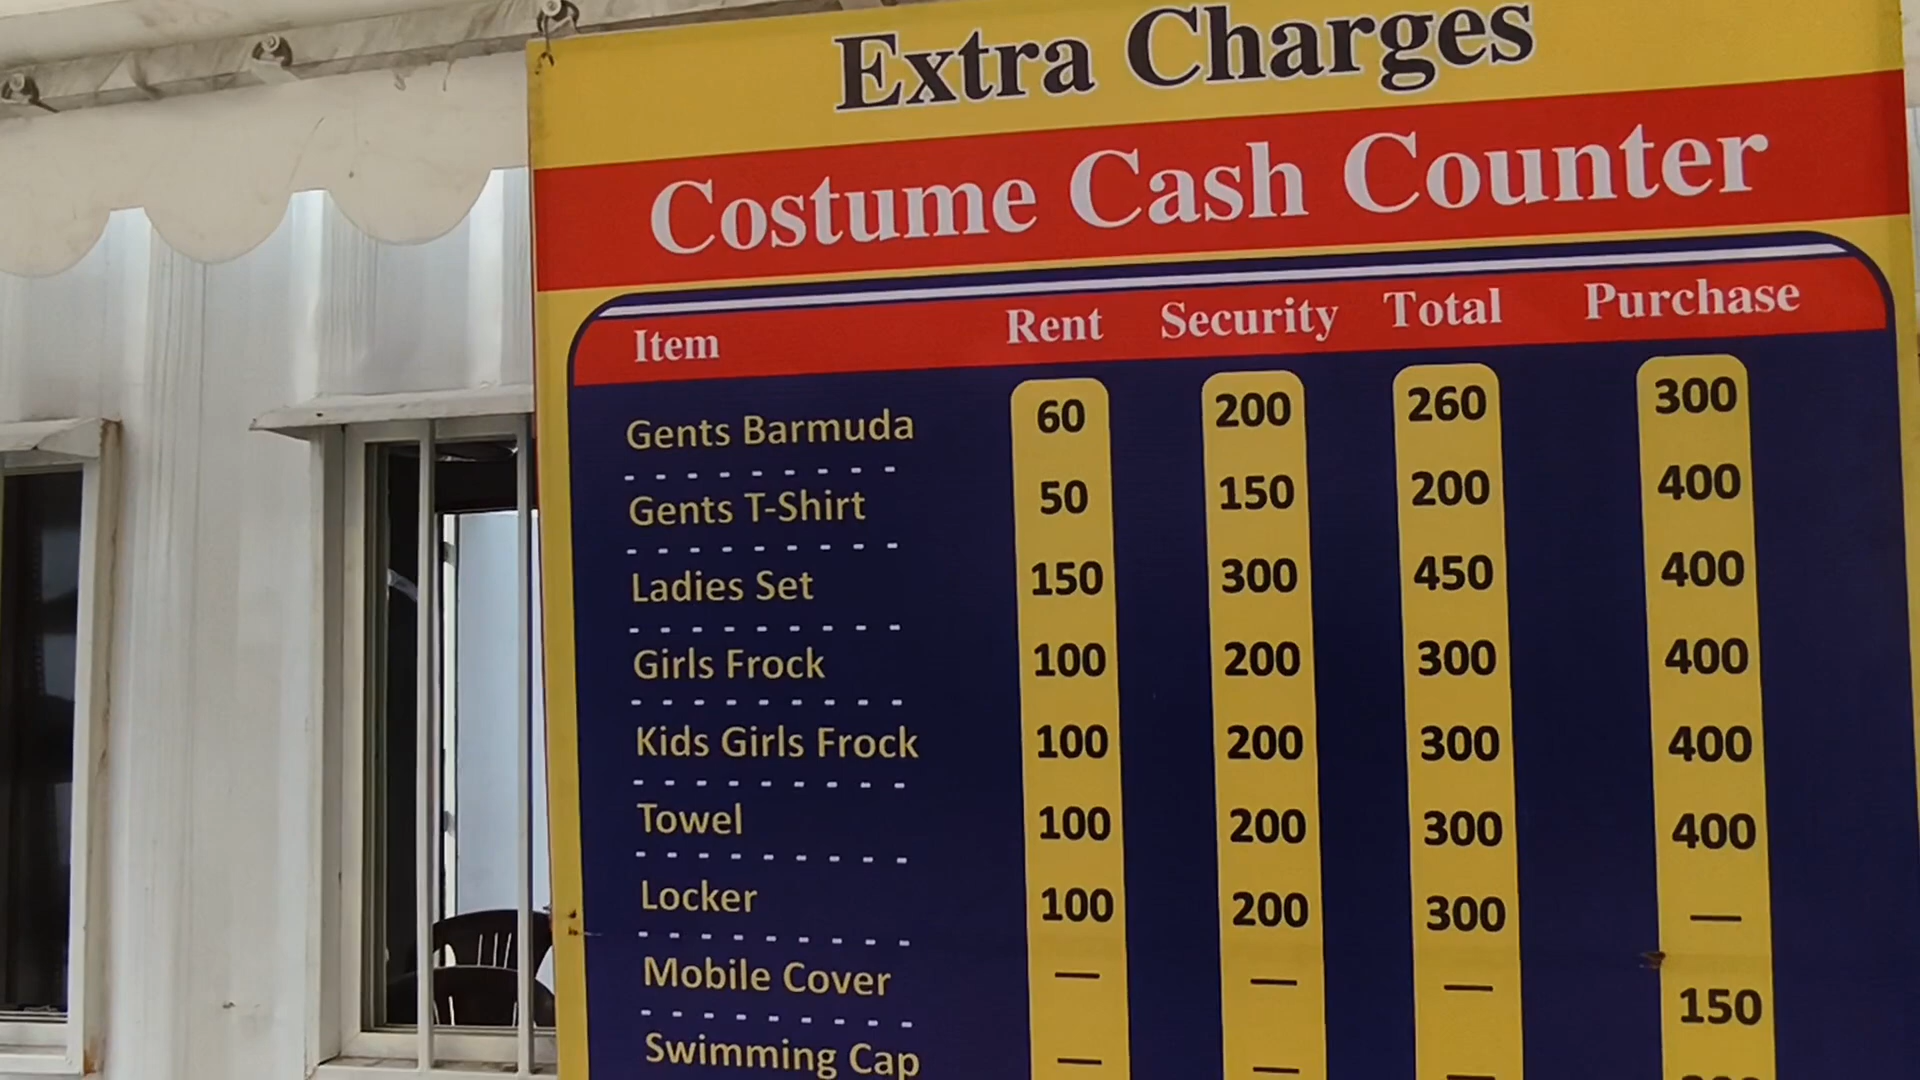 Extra Charges
Costume Cash Counter
Item Rent Security Total Purchase
Gents Barmuda 60 200 260 300
Gents T-Shirt 50 150 200 400
Ladies Set 150 300 450 400
Girls Frock 100 200 300 400
Kids Girls Frock 100 200 300 400
Towel 100 200 300 400
Locker 100 200 300 —
Mobile Cover — — — 150
Swimming Cap — — —